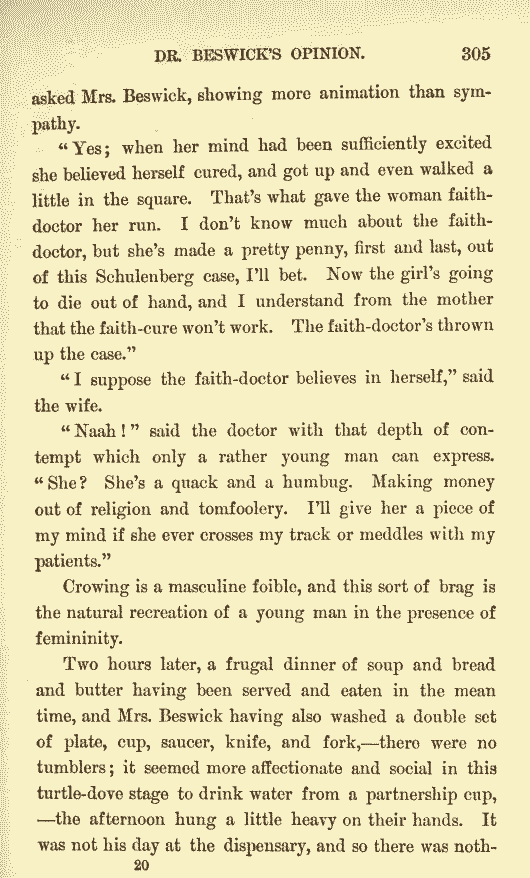 DR. BESWICK'S OPINION. 305
asked Mrs. Beswick, showing more animation than sym-
pathy.
"Yes; when her mind had been sufficiently excited
she believed herself cured, and got up and even walked a
little in the square. That's what gave the woman faith-
doctor her run. I don't know much about the faith-
doctor, but she's made a pretty penny, first and last, out
of this Schulenberg case, I'll bet. Now the girl's going
to die out of hand, and I understand from the mother
that the faith-cure won't work. The faith-doctor's thrown
up the case."
"I suppose the faith-doctor believes in herself," said
the wife.
"Naah!" said the doctor with that depth of con-
tempt which only a rather young man can express.
"She? She's a quack and a humbug. Making money
out of religion and tomfoolery. I'll give her a piece of
my mind if she ever crosses my track or meddles with my
patients."
Crowing is a masculine foible, and this sort of brag is
the natural recreation of a young man in the presence of
femininity.
Two hours later, a frugal dinner of soup and bread
and butter having been served and eaten in the mean
time, and Mrs. Beswick having also washed a double set
of plate, cup, saucer, knife, and fork,—there were no
tumblers; it seemed more affectionate and social in this
turtle-dove stage to drink water from a partnership cup,
—the afternoon hung a little heavy on their hands. It
was not his day at the dispensary, and so there was noth-
20